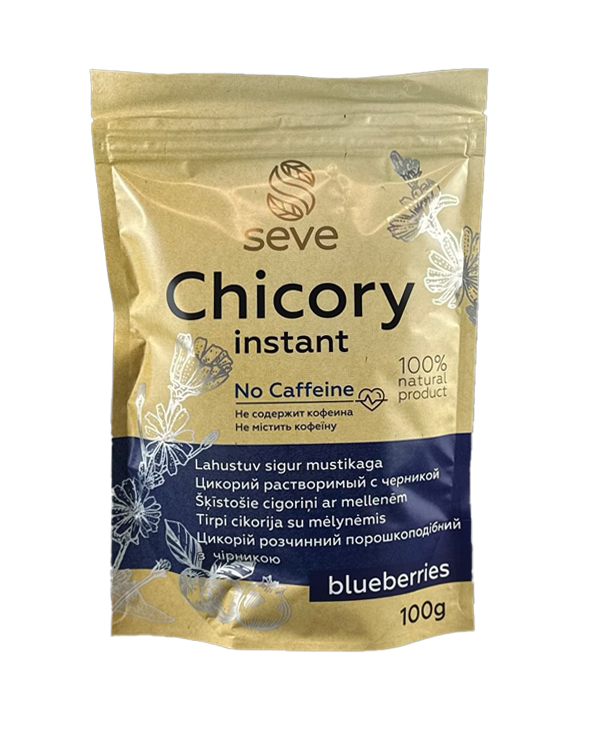 seve
Chicory
instant
100%
natural
product
No Caffeine
Не содержит кофеина
Не містить кофеїну
Lahustuv sigur mustikaga
Цикорий растворимый с черникой
Šķīstošie cigoriņi ar mellenēm
Tirpi cikorija su mėlynėmis
Цикорій розчинний порошкоподібний
з чірникою
blueberries
100g